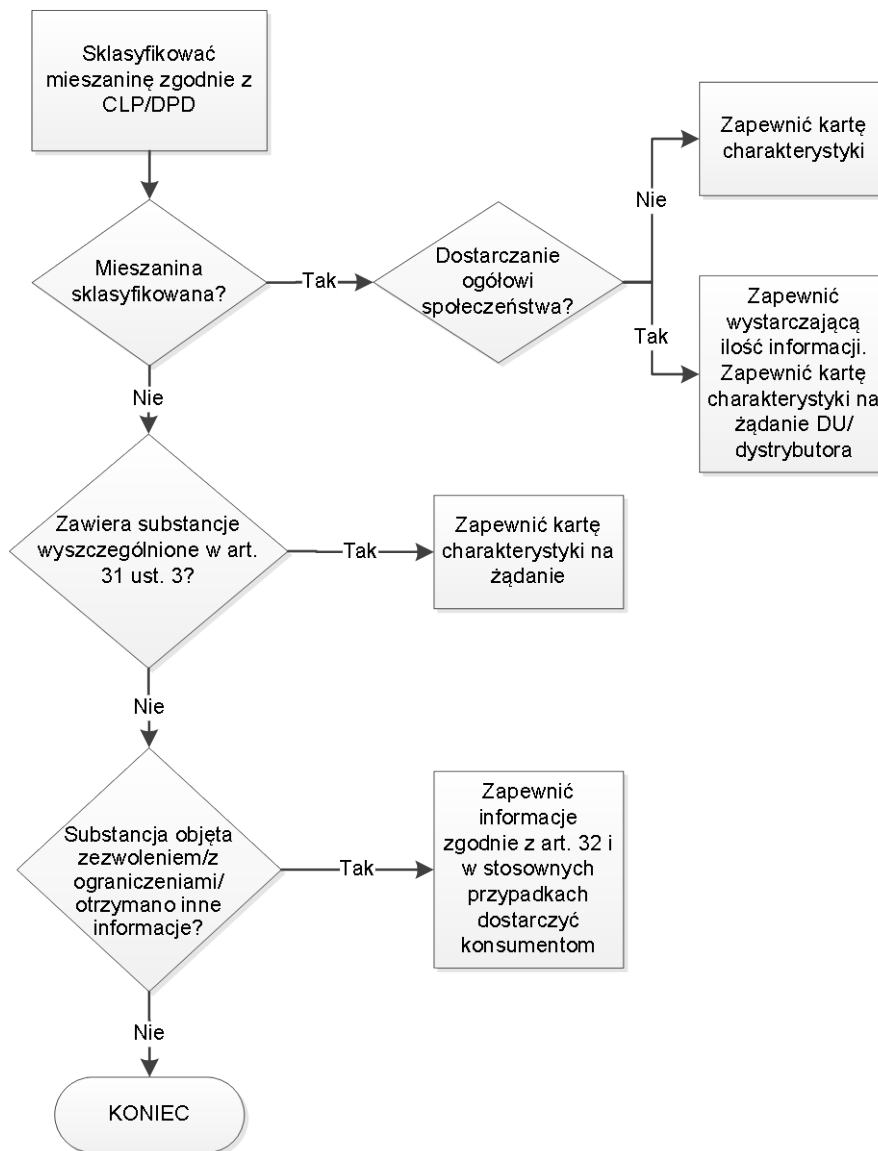 Sklasyfikować
mieszaninę zgodnie z
CLP/DPD
Zapewnić kartę
charakterystyki
Nie
Mieszanina
sklasyfikowana?
Tak
Dostarczanie
ogółowi
społeczeństwa?
Tak
Zapewnić
wystarczającą
ilość informacji.
Zapewnić kartę
charakterystyki na
żądanie DU/
dystrybutora
Nie
Zawiera substancje
wyszczególnione w art.
31 ust. 3?
Tak
Zapewnić kartę
charakterystyki na
żądanie
Nie
Substancja objęta
zezwoleniem/z
ograniczeniami/
otrzymano inne
informacje?
Tak
Zapewnić
informacje
zgodnie z art. 32 i
w stosownych
przypadkach
dostarczyć
konsumentom
Nie
KONIEC